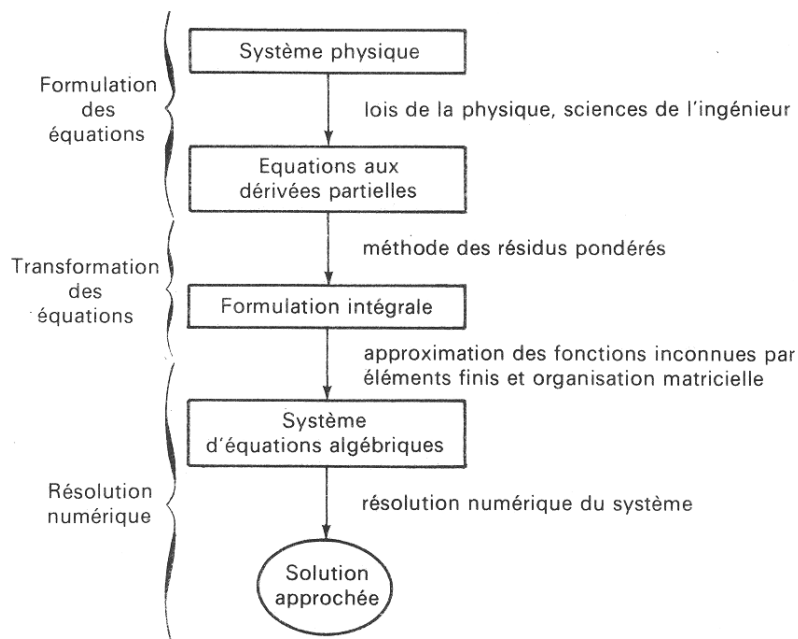 Système physique
Formulation
des
équations
lois de la physique, sciences de l'ingénieur
Equations aux
dérivées partielles
méthode des résidus pondérés
Transformation
des
équations
Formulation intégrale
approximation des fonctions inconnues par
éléments finis et organisation matricielle
Système
d'équations algébriques
Résolution
numérique
résolution numérique du système
Solution
approchée